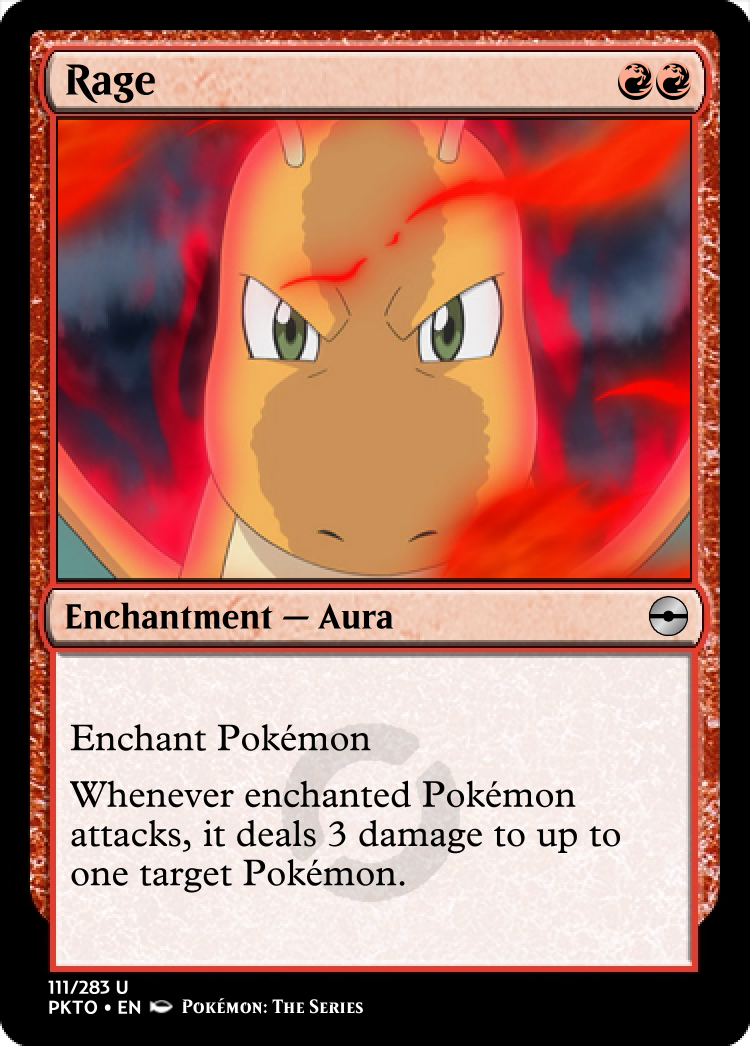 Rage
Enchantment — Aura
Enchant Pokémon
Whenever enchanted Pokémon
attacks, it deals 3 damage to up to
one target Pokémon.
111/283 U
PKTO • EN Pokémon: The Series